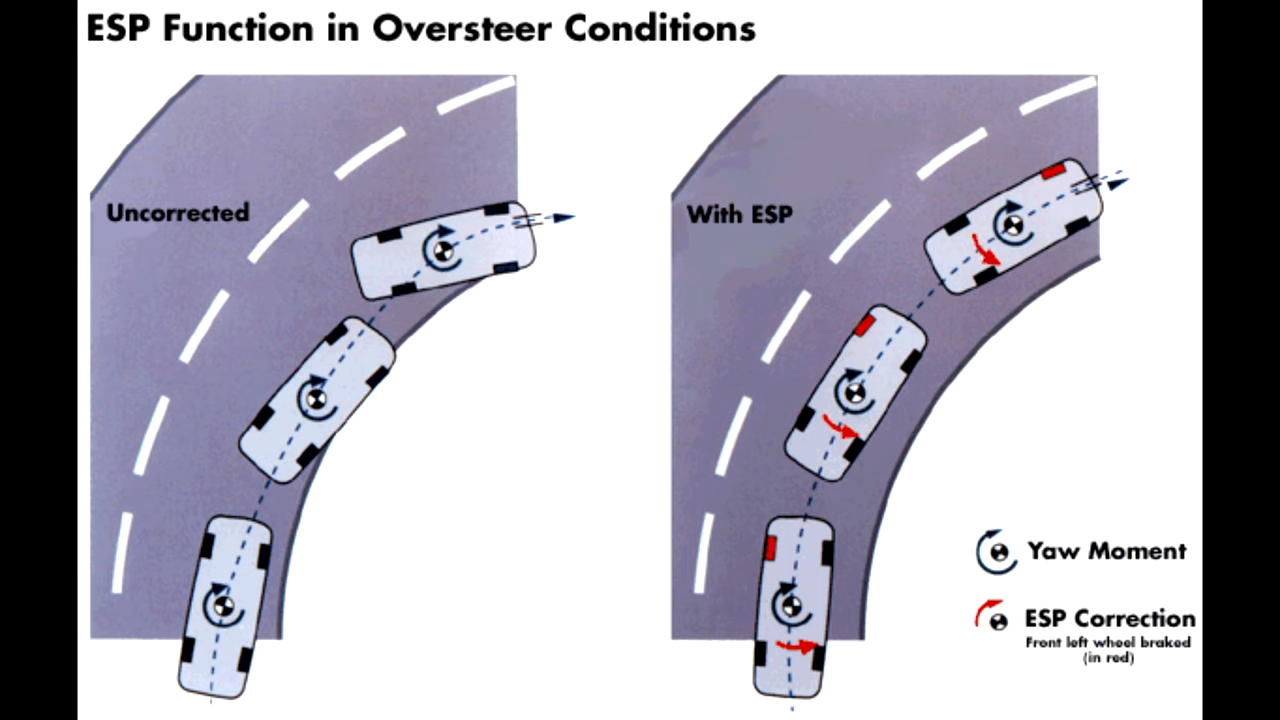 ESP Function in Oversteer Conditions
Uncorrected
With ESP
Yaw Moment
ESP Correction
Front left wheel braked
(in red)